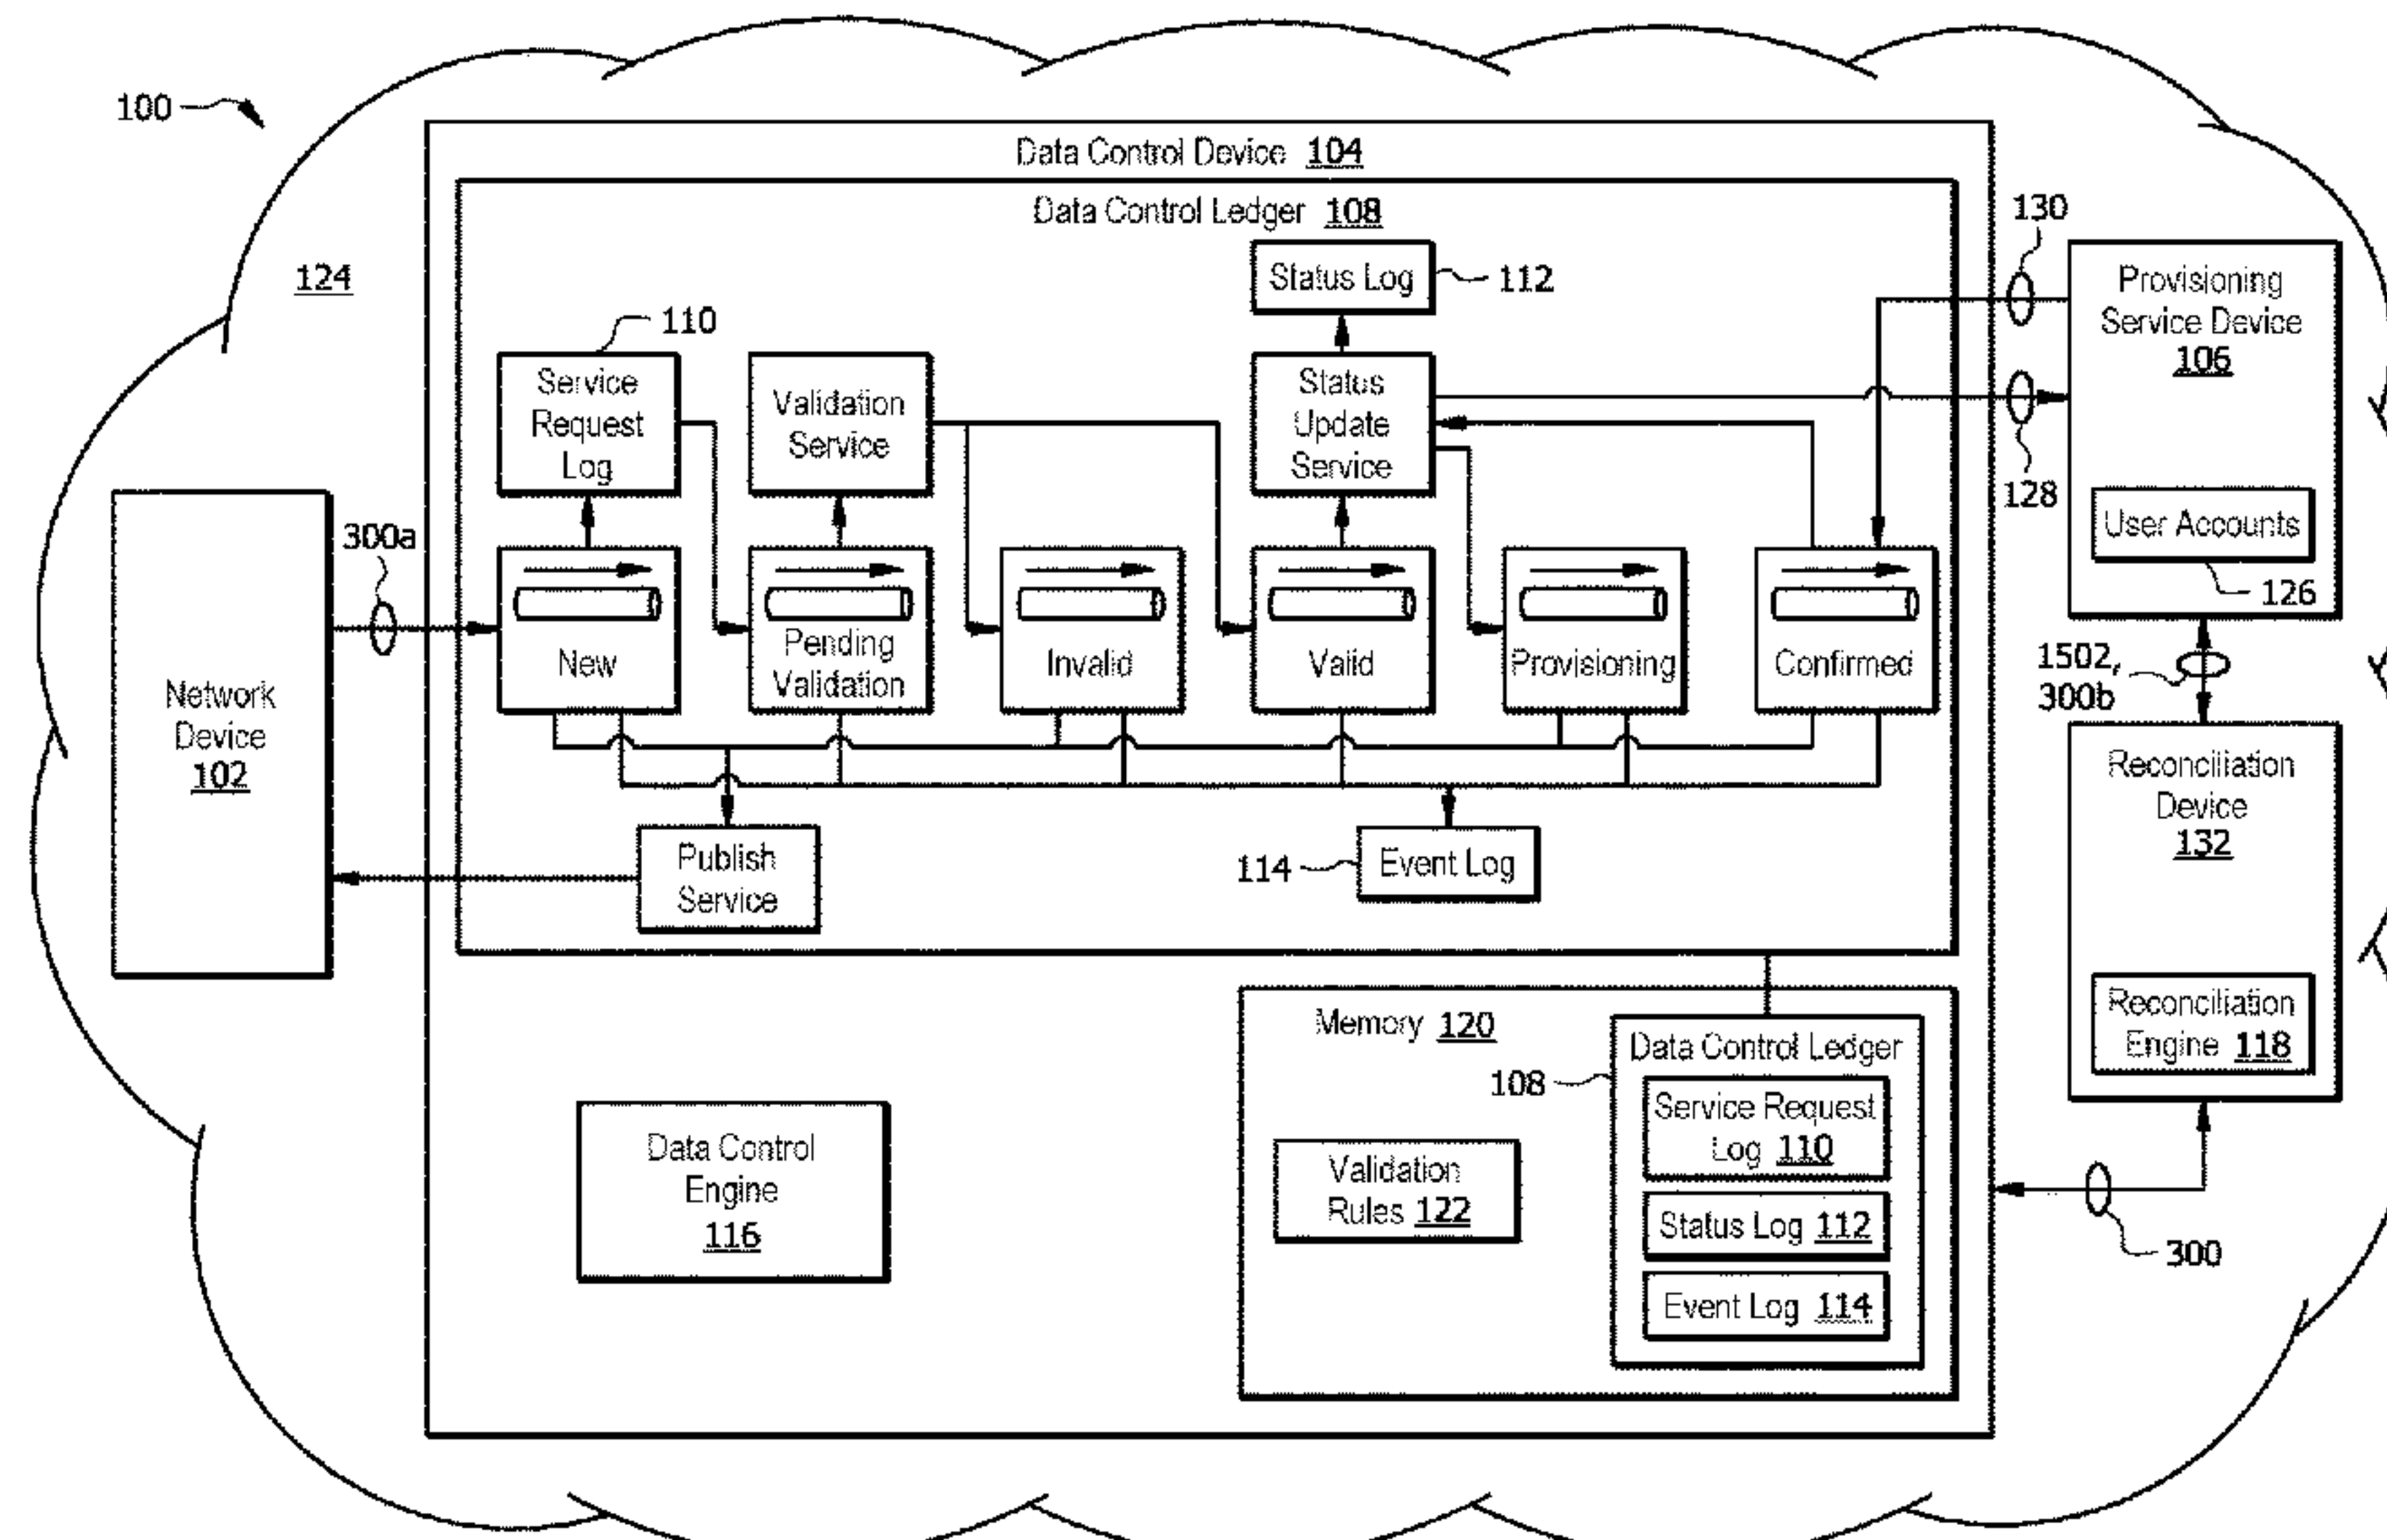 100
Data Control Device 104
Data Control Ledger 108
124
Status Log
112
110
Service
Request
Log
Validation
Service
Status
Update
Service
130
128
Provisioning
Service Device
106
User Accounts
126
300a
Network
Device
102
New
Pending
Validation
Invalid
Valid
Provisioning
Confirmed
1502,
300b
Publish
Service
114
Event Log
Reconciliation
Device
132
Reconciliation
Engine 118
Memory 120
Data Control Ledger
108
Service Request
Log 110
Status Log 112
Event Log 114
Validation
Rules 122
Data Control
Engine
116
300